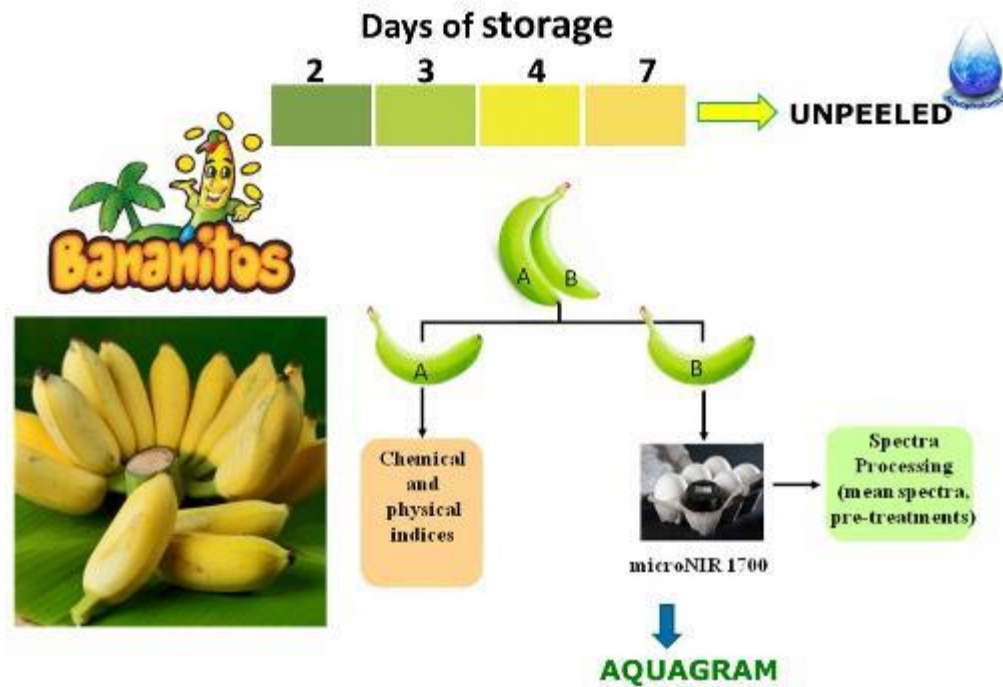 Days of storage
2 3 4 7
UNPEELED
Bananitos
A B
A B
Chemical
and
physical
indices
Spectra
Processing
(mean spectra,
pre-treatments)
microNIR 1700
AQUAGRAM